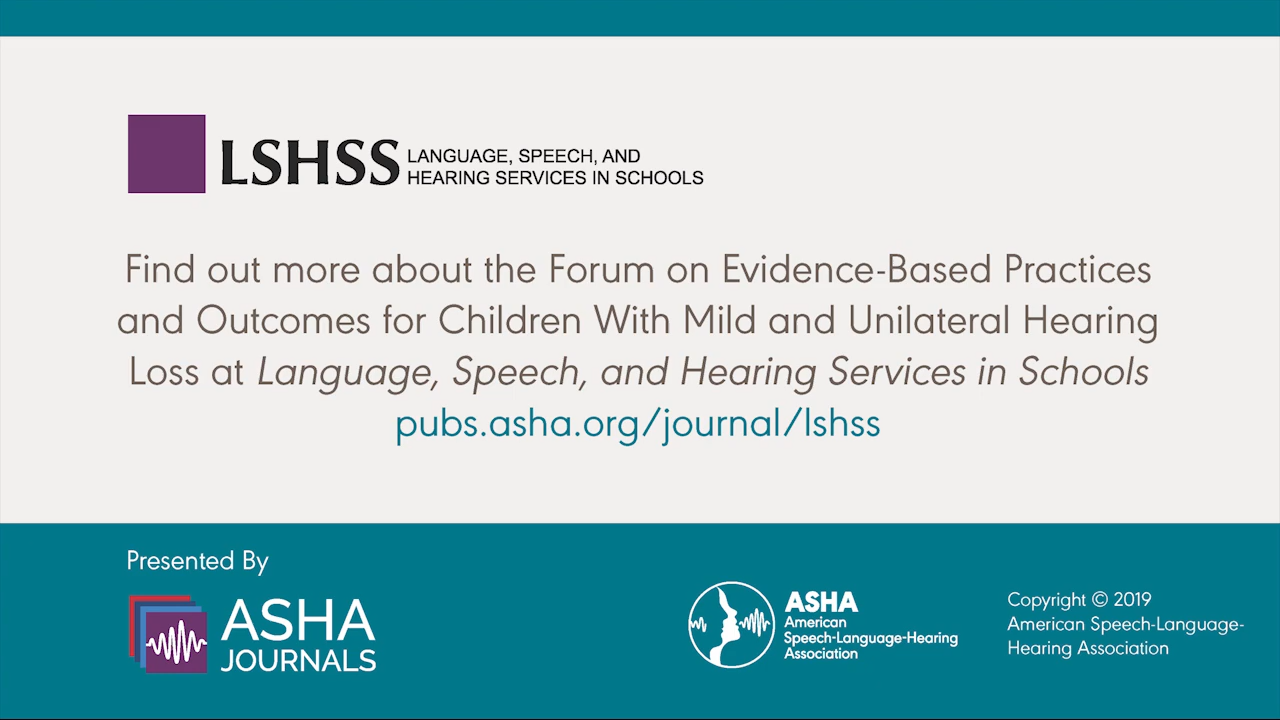 LSHSS
LANGUAGE, SPEECH, AND
HEARING SERVICES IN SCHOOLS
Find out more about the Forum on Evidence-Based Practices
and Outcomes for Children With Mild and Unilateral Hearing
Loss at Language, Speech, and Hearing Services in Schools
pubs.asha.org/journal/lshss
Presented By
ASHA
JOURNALS
ASHA
American
Speech-Language-Hearing
Association
Copyright © 2019
American Speech-Language-
Hearing Association